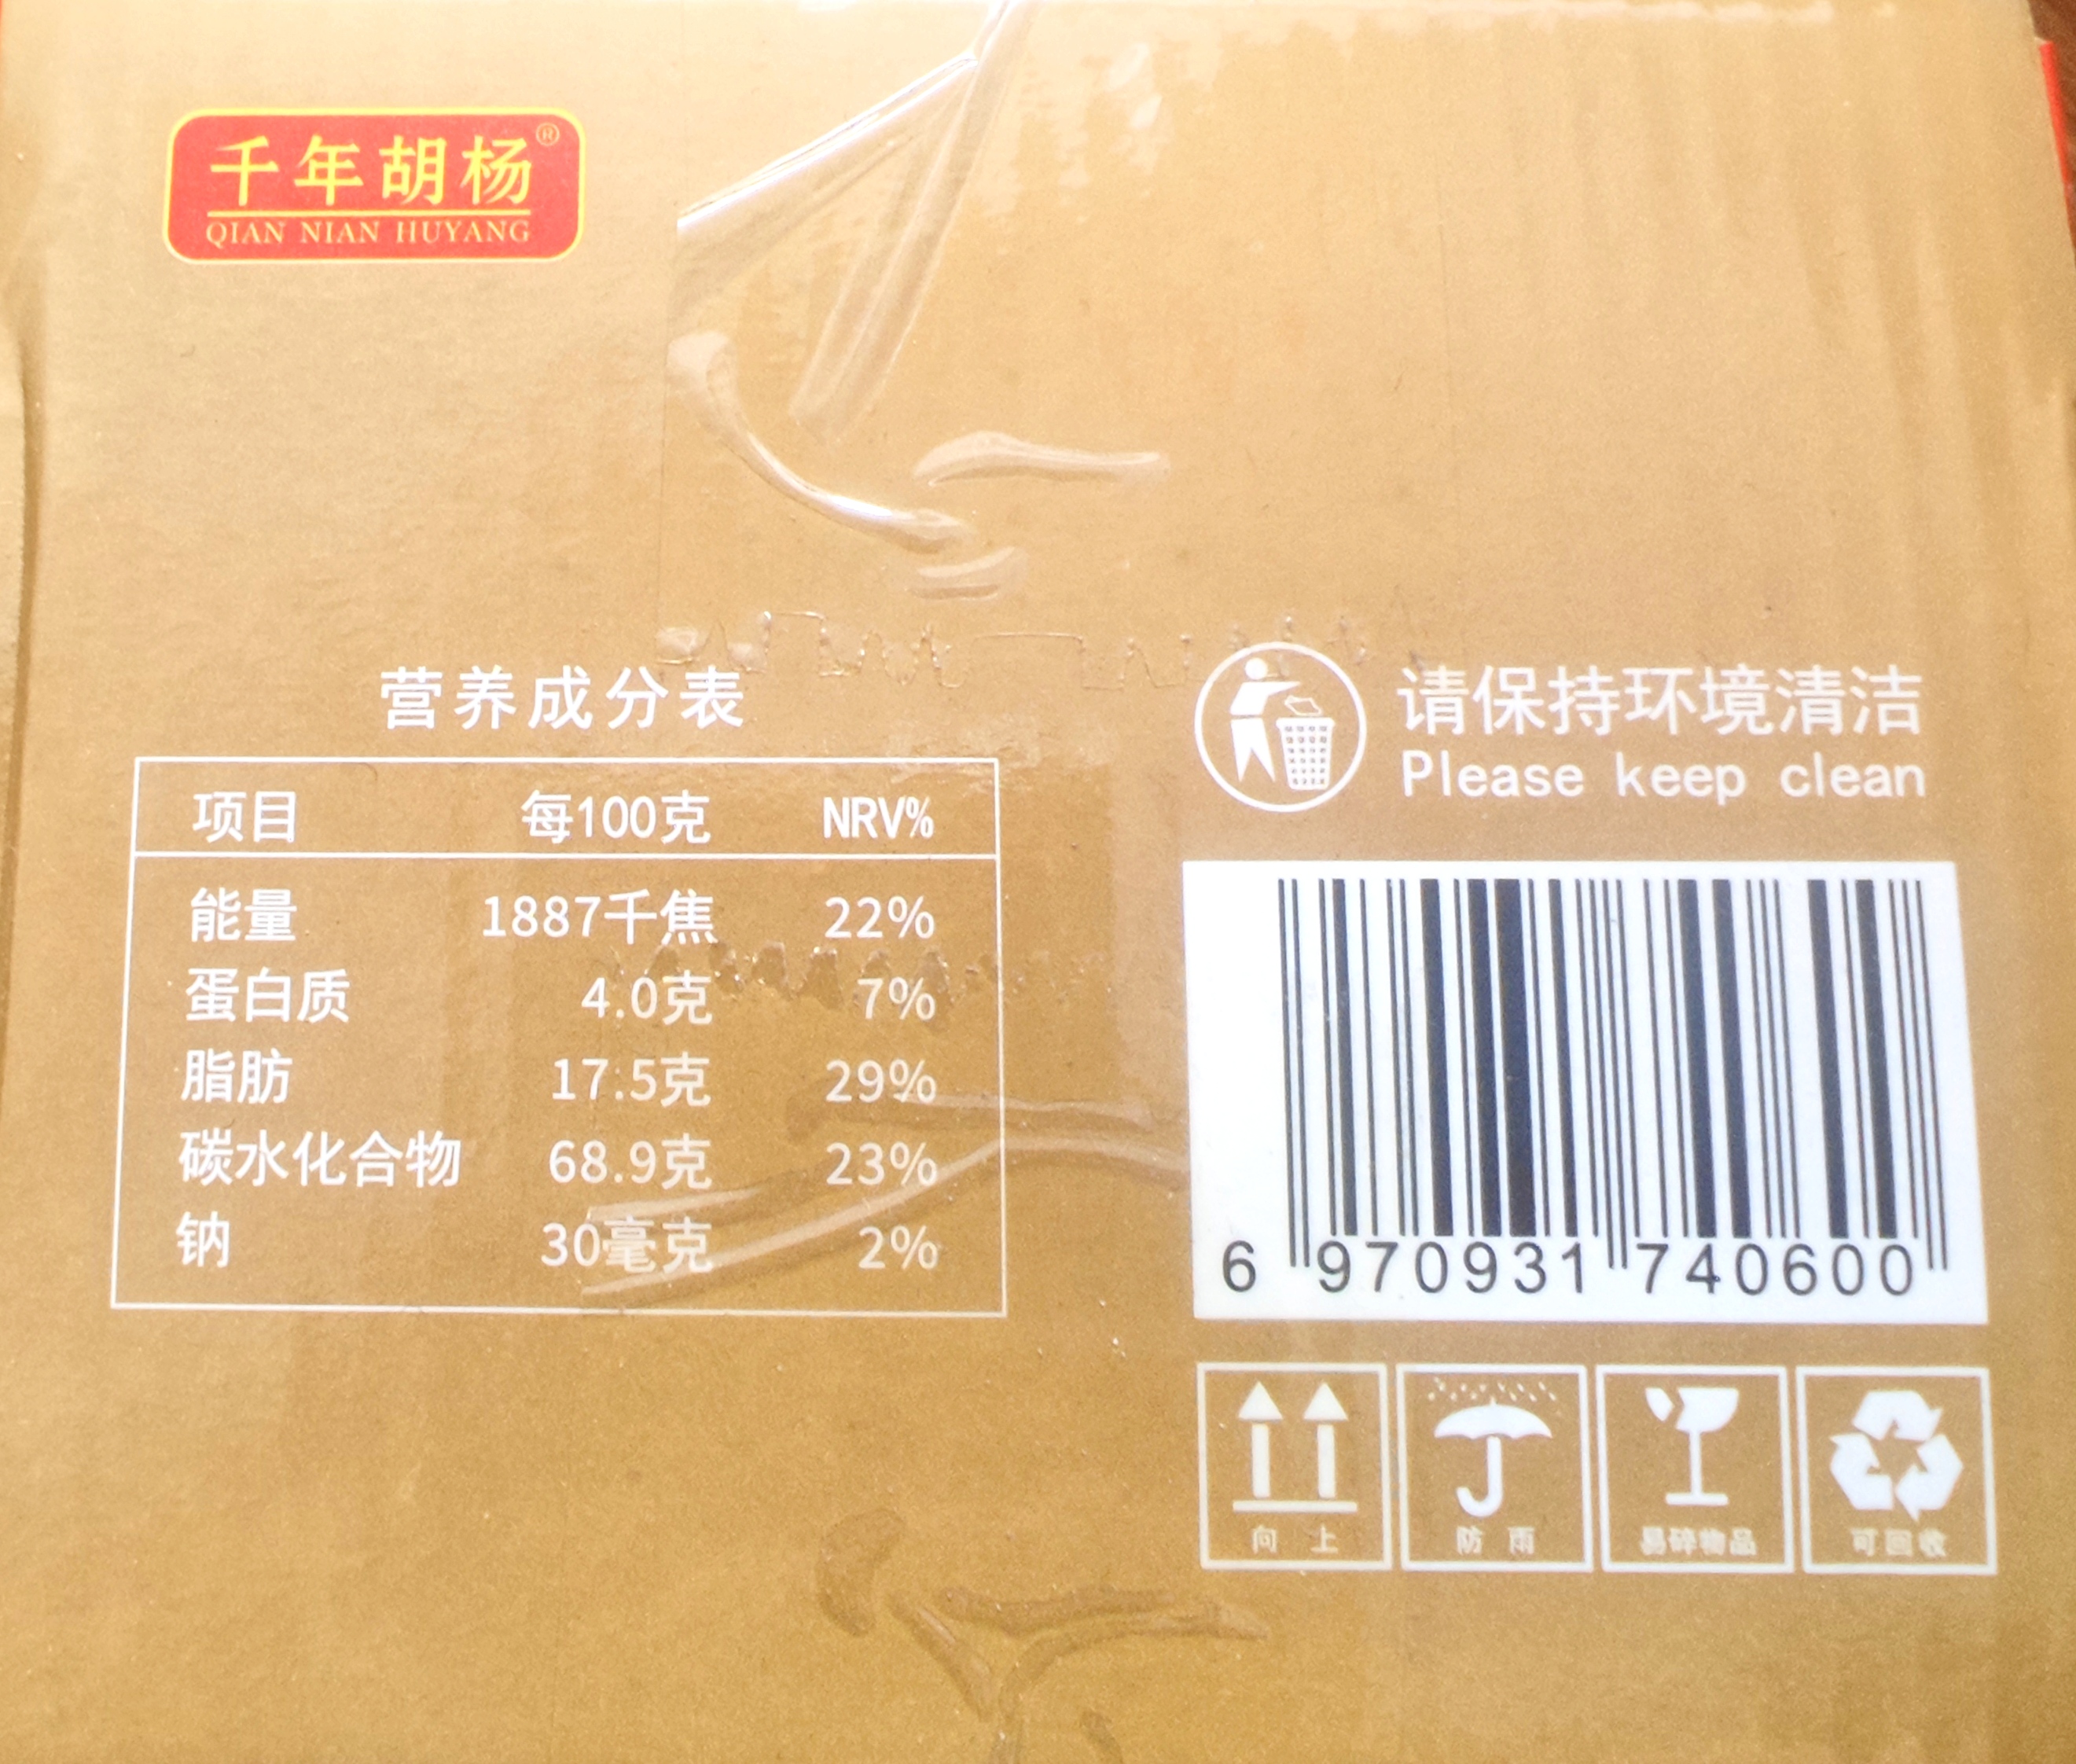 千年胡杨®
QIAN NIAN HUYANG
营养成分表
项目 每100克 NRV%
能量 1887千焦 22%
蛋白质 4.0克 7%
脂肪 17.5克 29%
碳水化合物 68.9克 23%
钠 30毫克 2%
请保持环境清洁
Please keep clean
6 970931 740600
向上 防雨 易碎物品 可回收